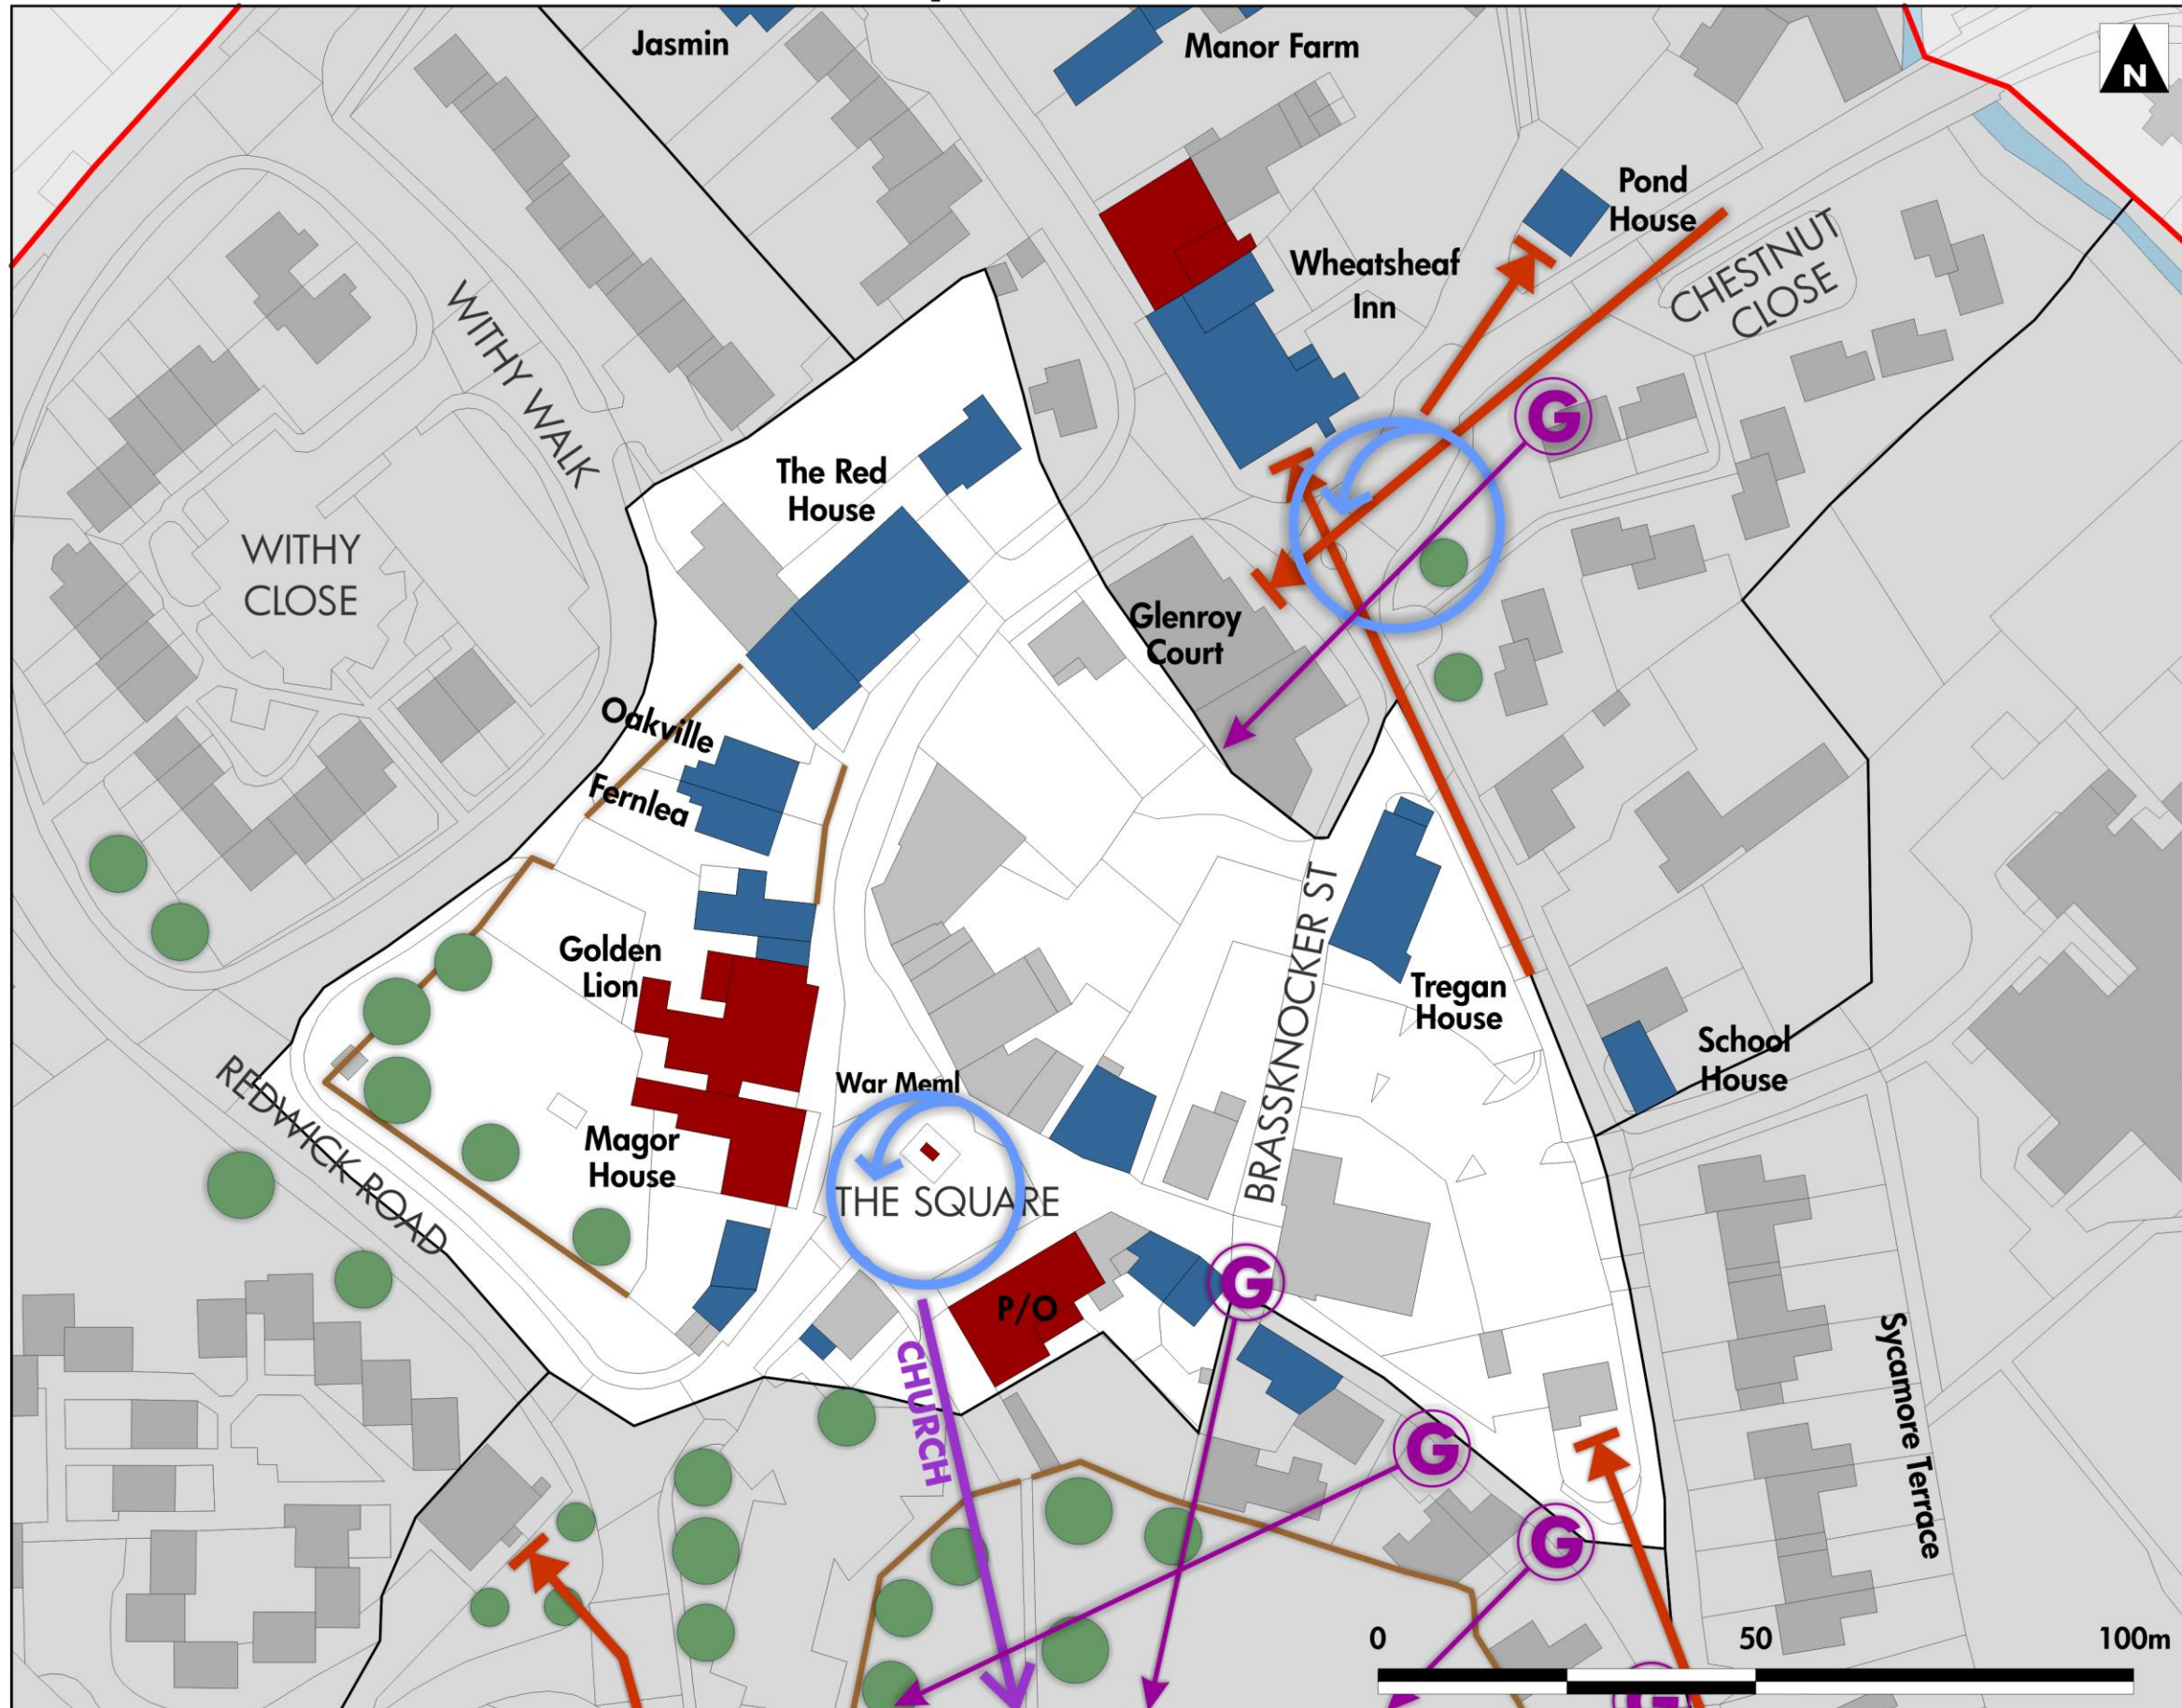 Jasmin
Manor Farm
N
Pond
House
CHESTNUT
CLOSE
Wheatsheaf
Inn
WITHY WALK
G
The Red
House
WITHY
CLOSE
Glenroy
Court
Oakville
Fernlea
BRASSKNOCKER ST
Golden
Lion
Tregan
House
School
House
War Meml
REDWICK ROAD
Magor
House
THE SQUARE
G
P/O
CHURCH
Sycamore Terrace
G
G
0 50 100m
G